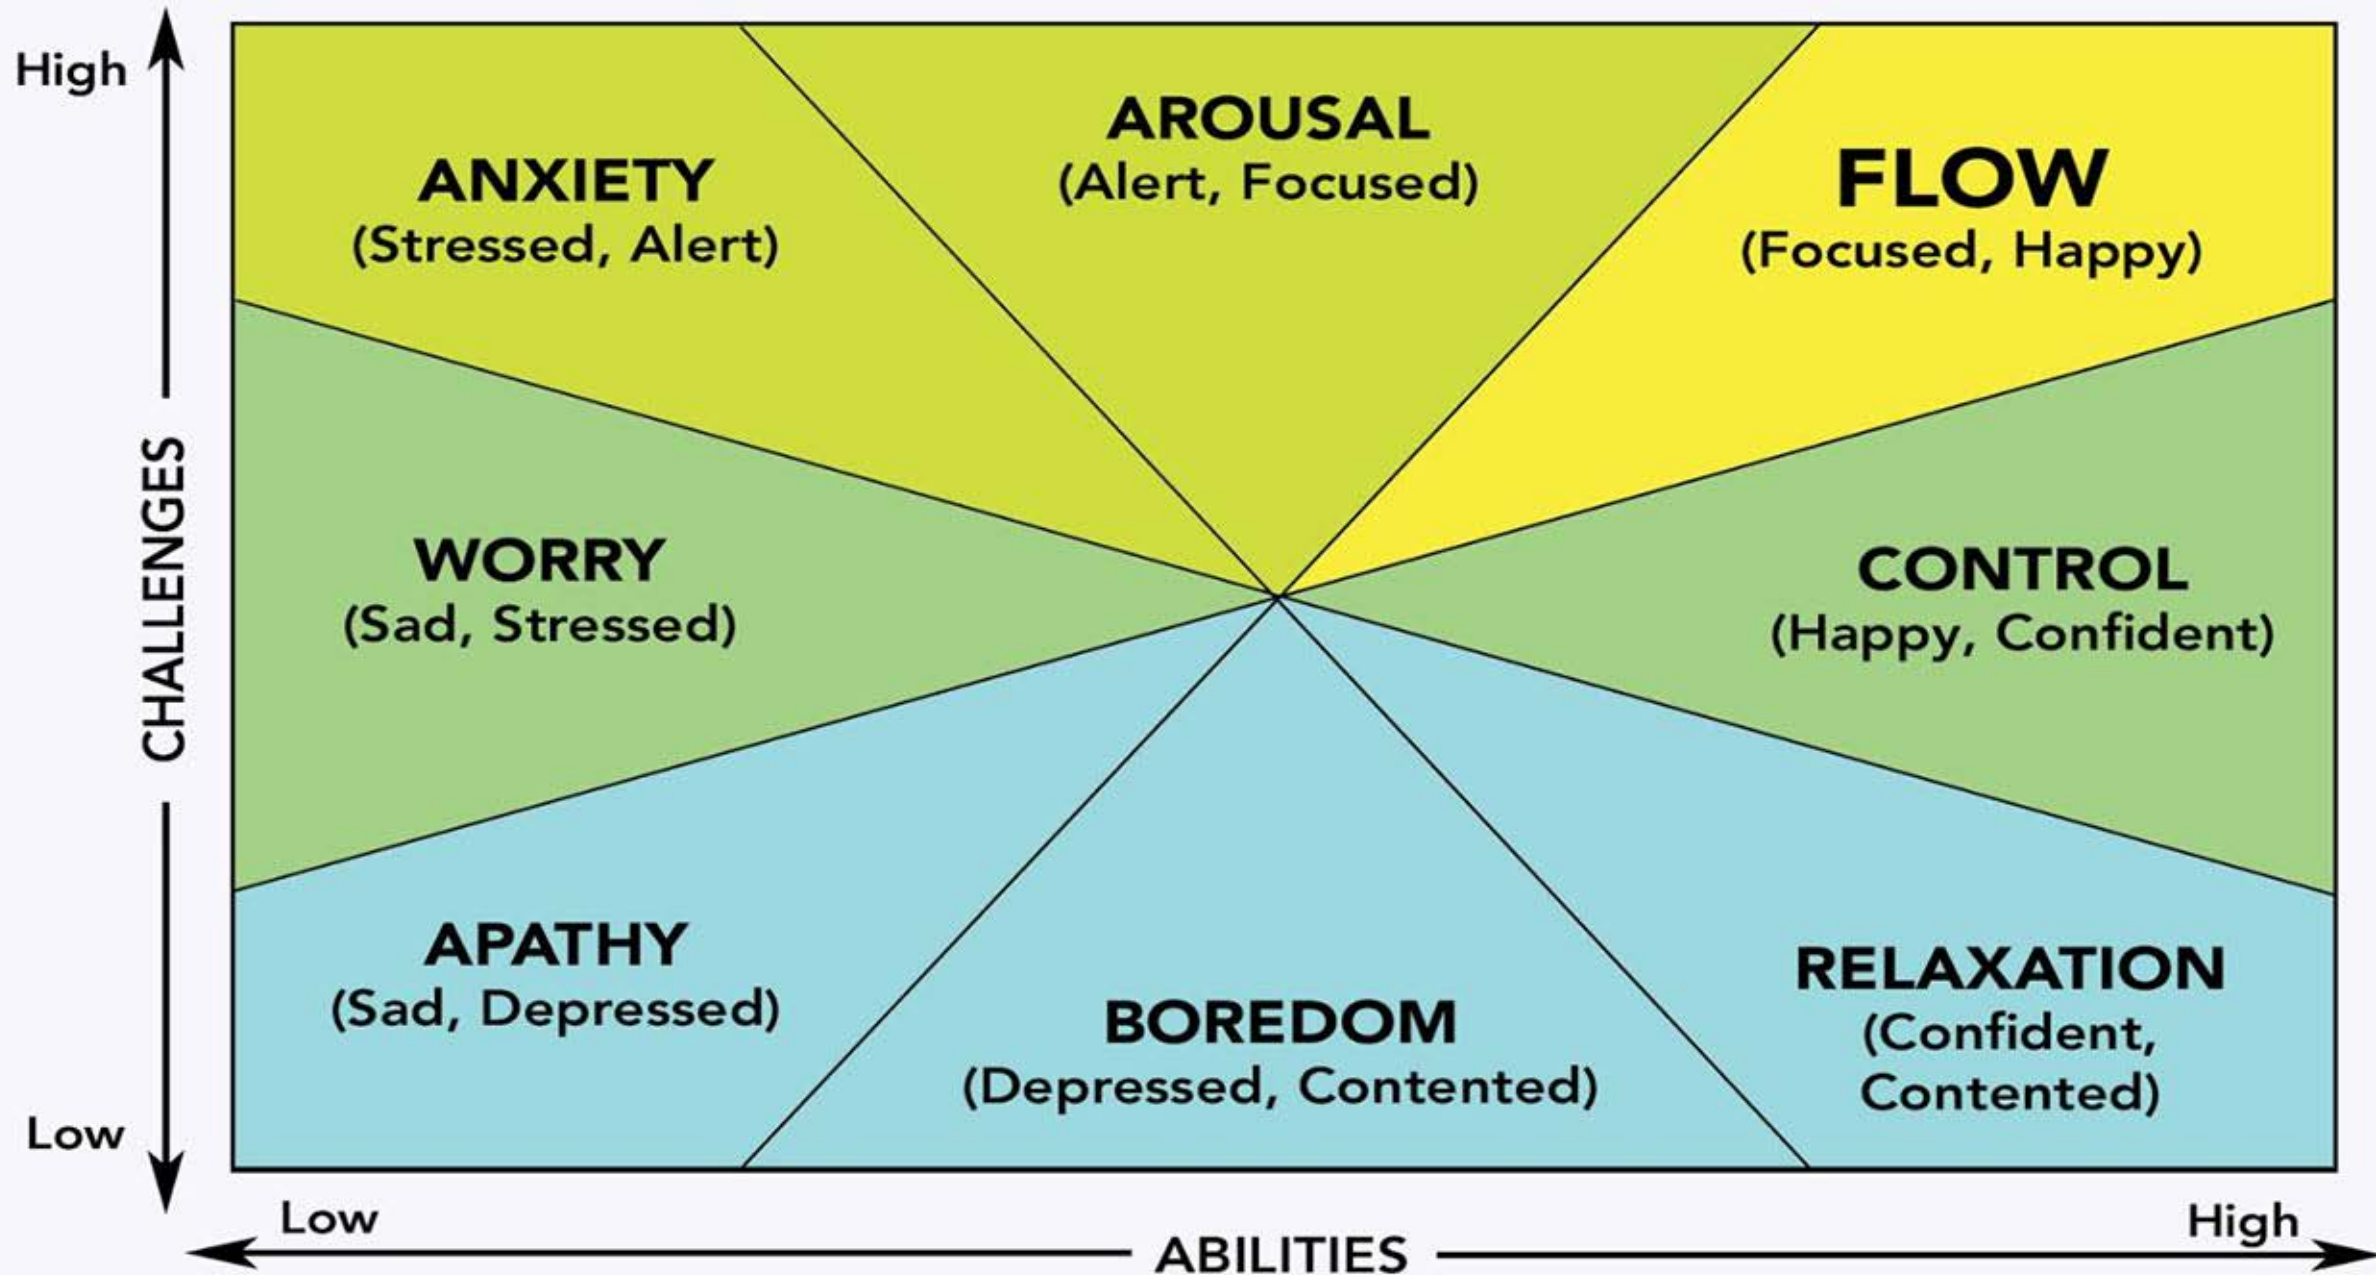 High
AROUSAL
(Alert, Focused)
ANXIETY
(Stressed, Alert)
FLOW
(Focused, Happy)
CHALLENGES
WORRY
(Sad, Stressed)
CONTROL
(Happy, Confident)
APATHY
(Sad, Depressed)
BOREDOM
(Depressed, Contented)
RELAXATION
(Confident,
Contented)
Low
Low
ABILITIES
High